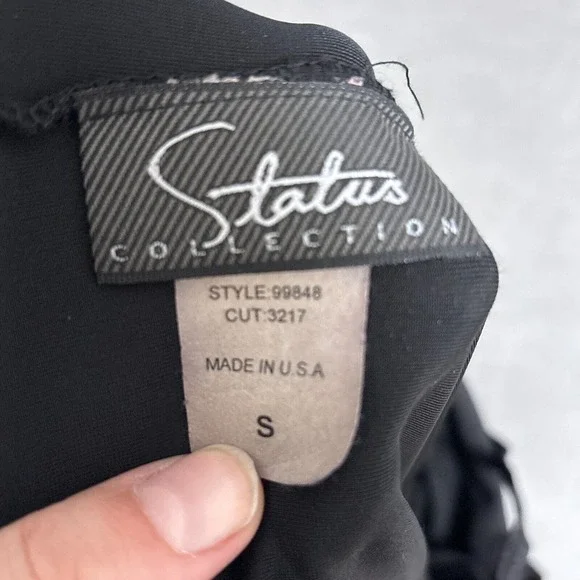 Status
COLLECTION
STYLE:99848
CUT:3217
MADE IN U.S.A
S